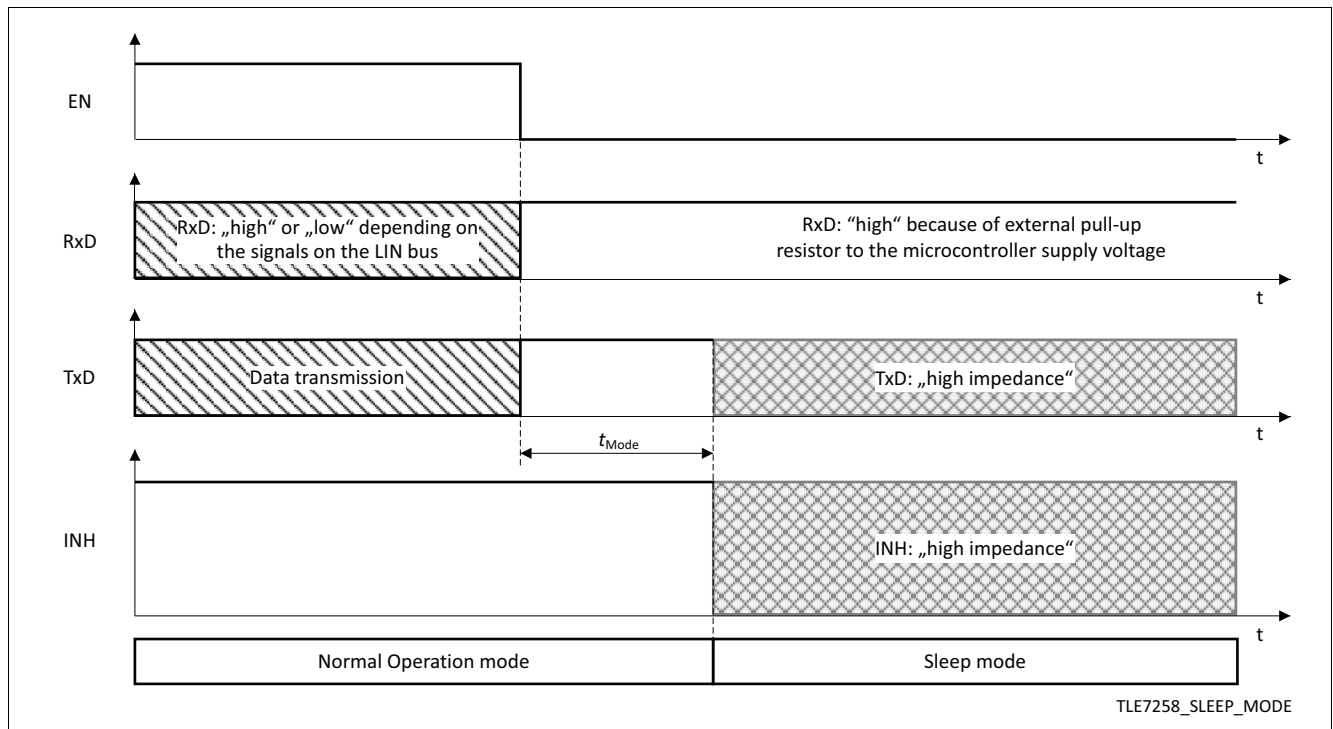 EN
t
RxD
RxD: „high“ or „low“ depending on
the signals on the LIN bus
RxD: “high“ because of external pull-up
resistor to the microcontroller supply voltage
t
TxD
Data transmission
TxD: „high impedance“
t
tMode
INH
INH: „high impedance“
t
Normal Operation mode
Sleep mode
TLE7258_SLEEP_MODE